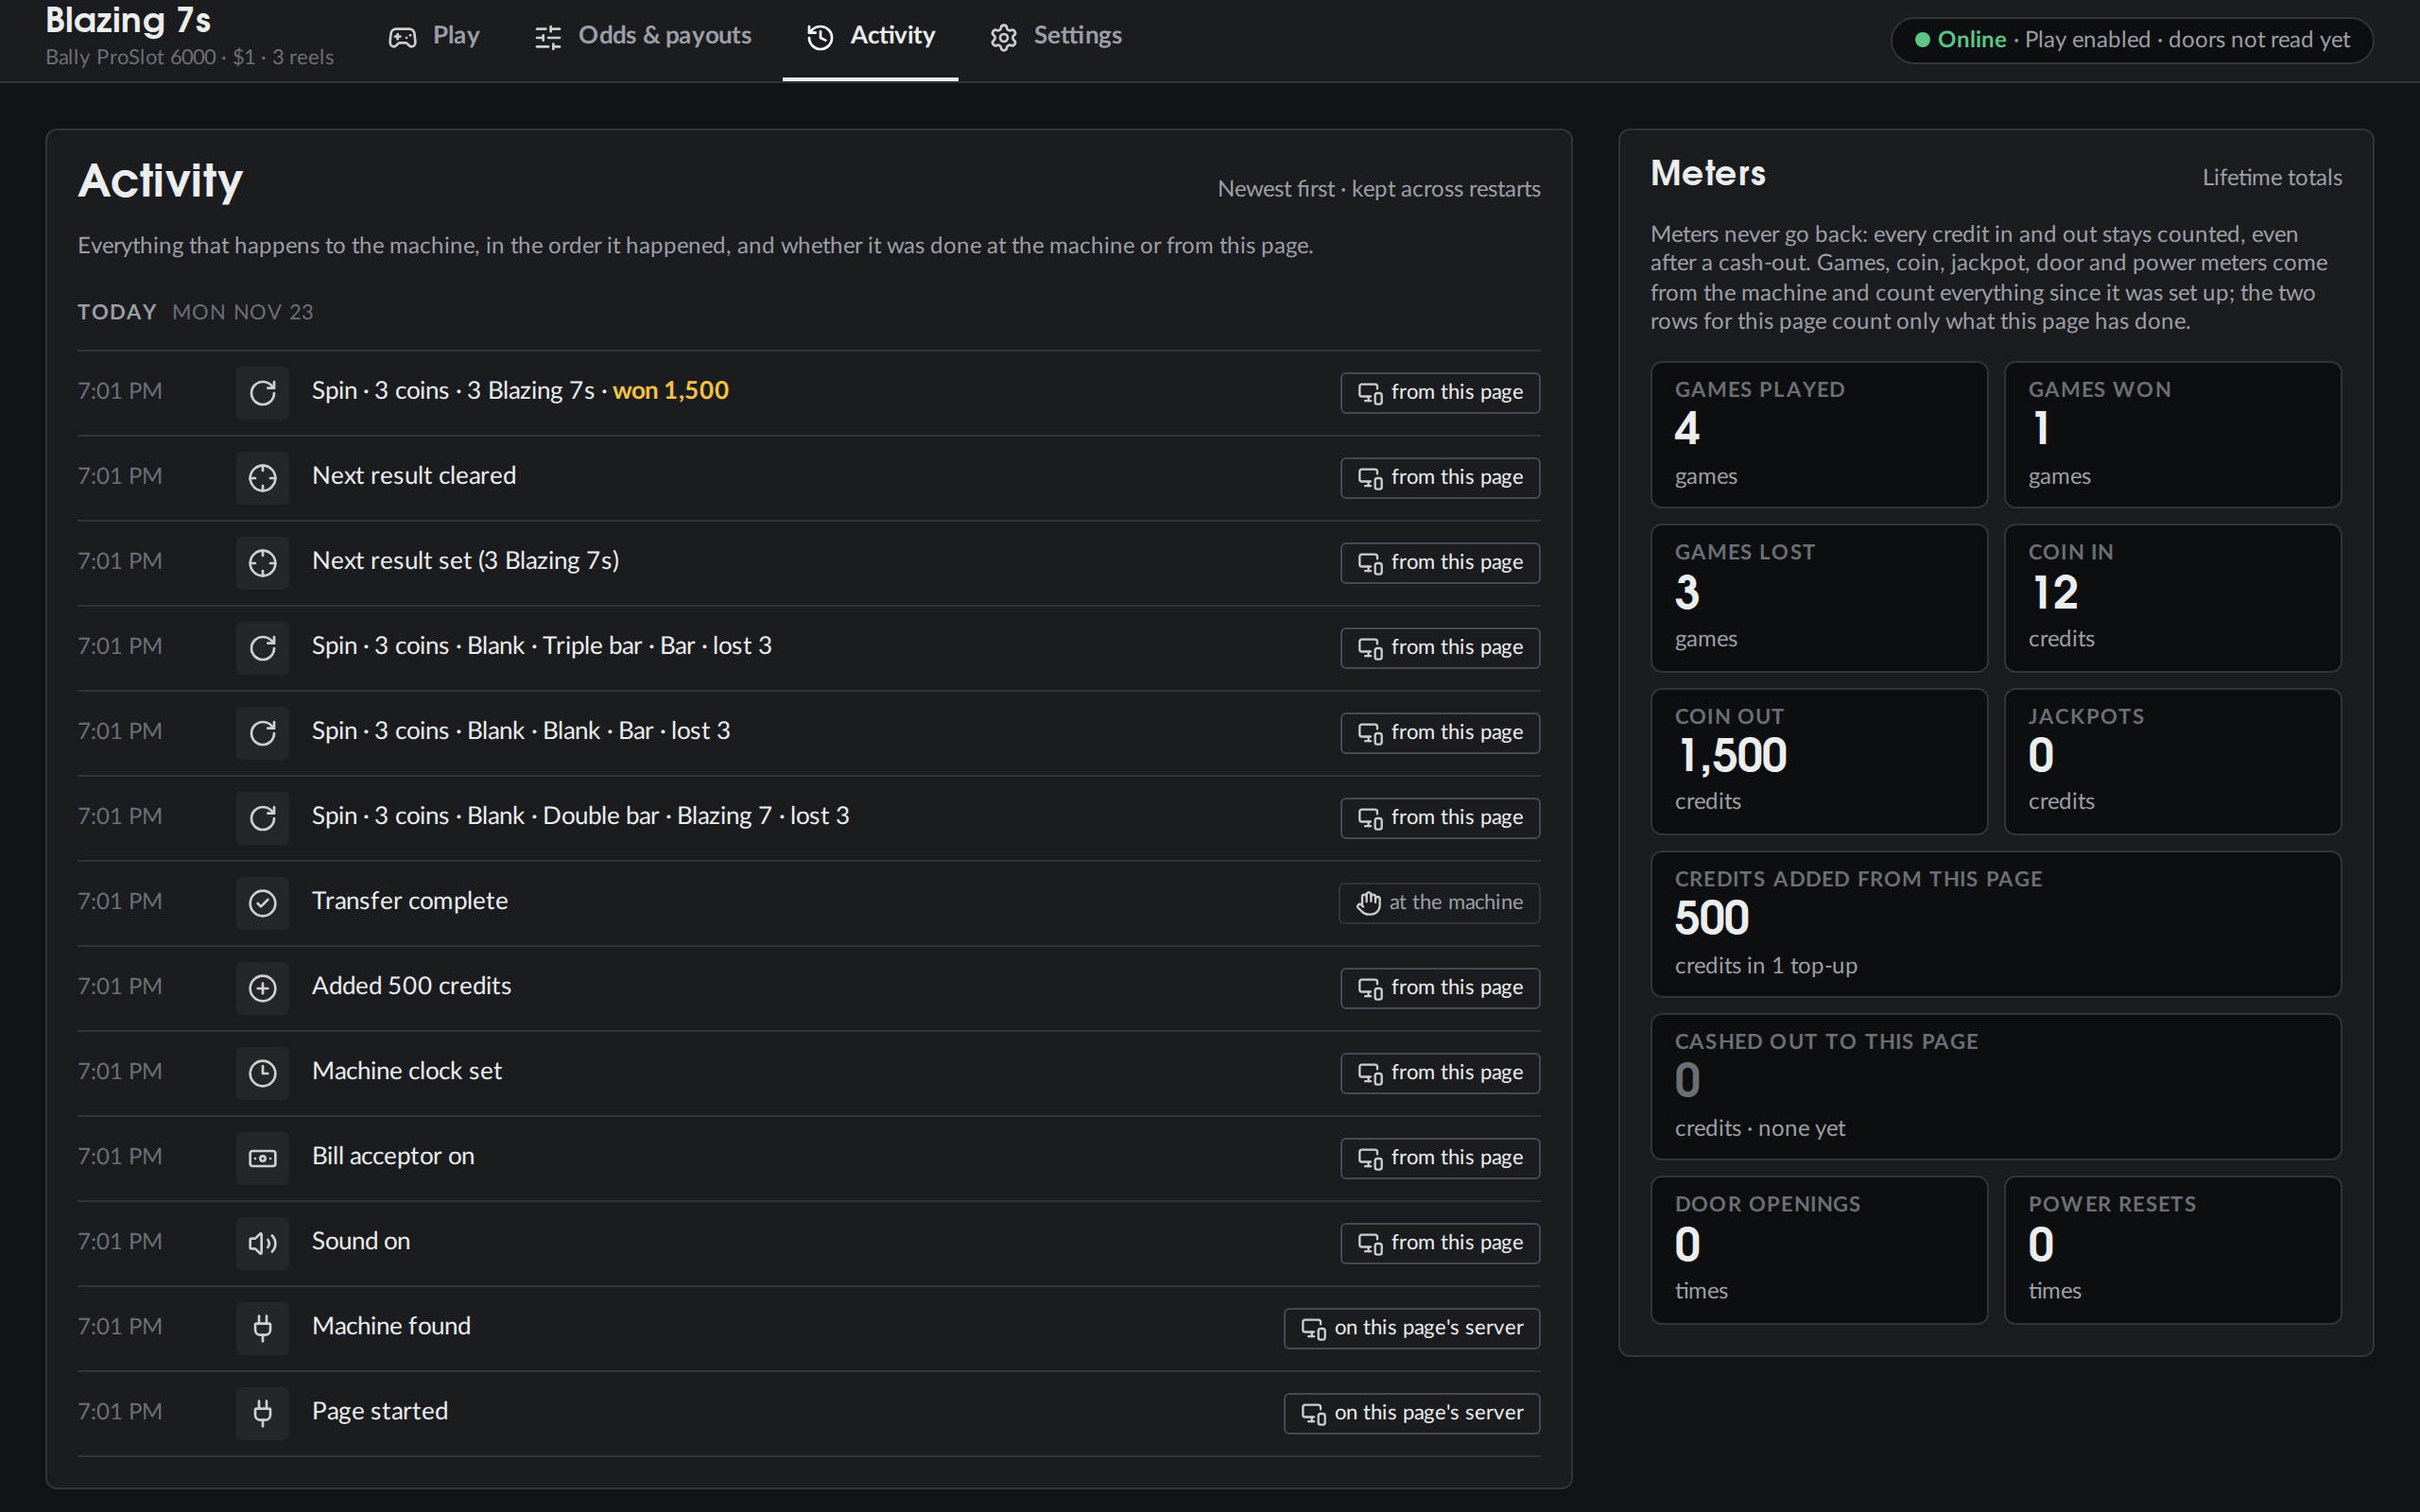 Blazing 7s
Bally ProSlot 6000 · $1 · 3 reels
Play
Odds & payouts
Activity
Settings
Online · Play enabled · doors not read yet
Activity
Newest first · kept across restarts
Everything that happens to the machine, in the order it happened, and whether it was done at the machine or from this page.
TODAY MON NOV 23
7:01 PM Spin · 3 coins · 3 Blazing 7s · won 1,500 from this page
7:01 PM Next result cleared from this page
7:01 PM Next result set (3 Blazing 7s) from this page
7:01 PM Spin · 3 coins · Blank · Triple bar · Bar · lost 3 from this page
7:01 PM Spin · 3 coins · Blank · Blank · Bar · lost 3 from this page
7:01 PM Spin · 3 coins · Blank · Double bar · Blazing 7 · lost 3 from this page
7:01 PM Transfer complete at the machine
7:01 PM Added 500 credits from this page
7:01 PM Machine clock set from this page
7:01 PM Bill acceptor on from this page
7:01 PM Sound on from this page
7:01 PM Machine found on this page's server
7:01 PM Page started on this page's server
Meters
Lifetime totals
Meters never go back: every credit in and out stays counted, even
after a cash-out. Games, coin, jackpot, door and power meters come
from the machine and count everything since it was set up; the two
rows for this page count only what this page has done.
GAMES PLAYED
4
games
GAMES WON
1
games
GAMES LOST
3
games
COIN IN
12
credits
COIN OUT
1,500
credits
JACKPOTS
0
credits
CREDITS ADDED FROM THIS PAGE
500
credits in 1 top-up
CASHED OUT TO THIS PAGE
0
credits · none yet
DOOR OPENINGS
0
times
POWER RESETS
0
times